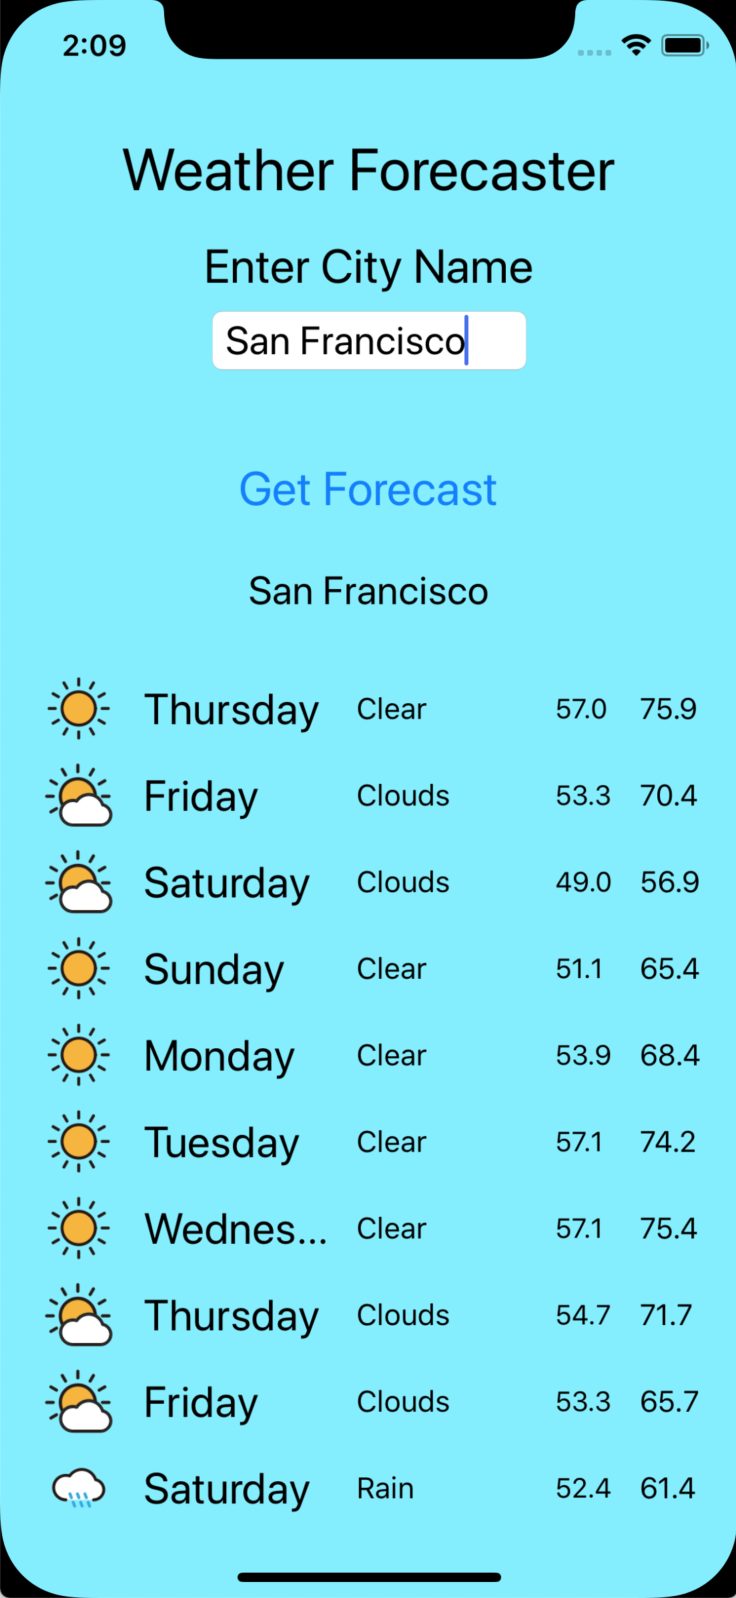 2:09
Weather Forecaster
Enter City Name
San Francisco
Get Forecast
San Francisco
Thursday Clear 57.0 75.9
Friday Clouds 53.3 70.4
Saturday Clouds 49.0 56.9
Sunday Clear 51.1 65.4
Monday Clear 53.9 68.4
Tuesday Clear 57.1 74.2
Wednes... Clear 57.1 75.4
Thursday Clouds 54.7 71.7
Friday Clouds 53.3 65.7
Saturday Rain 52.4 61.4